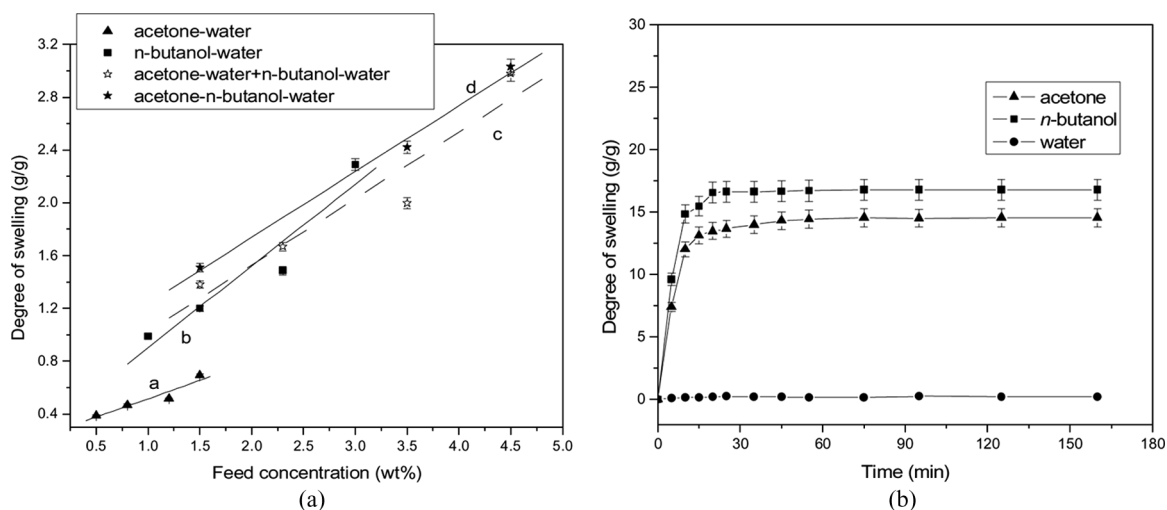 acetone-water
n-butanol-water
acetone-water+n-butanol-water
acetone-n-butanol-water
Degree of swelling (g/g)
3.2
2.8
2.4
2.0
1.6
1.2
0.8
0.4
a
b
c
d
0.5 1.0 1.5 2.0 2.5 3.0 3.5 4.0 4.5 5.0
Feed concentration (wt%)
(a)
Degree of swelling (g/g)
30
25
20
15
10
5
0
acetone
n-butanol
water
0 30 60 90 120 150 180
Time (min)
(b)